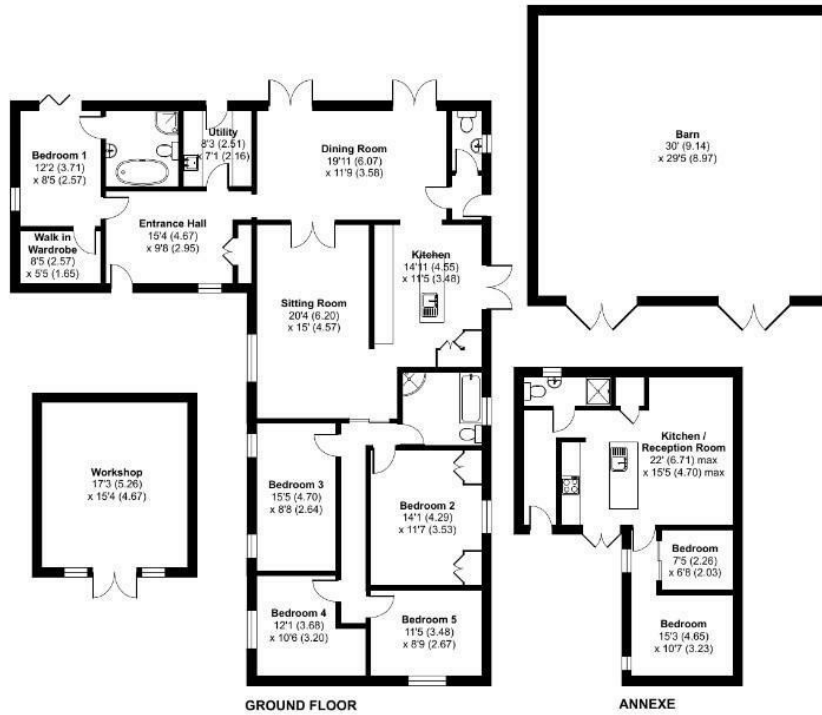 Bedroom 1
12'2 (3.71)
x 8'5 (2.57)
Utility
8'3 (2.51)
x 7'1 (2.16)
Dining Room
19'11 (6.07)
x 11'9 (3.58)
Barn
30' (9.14)
x 29'5 (8.97)
Walk in
Wardrobe
8'5 (2.57)
x 5'5 (1.65)
Entrance Hall
15'4 (4.67)
x 9'8 (2.95)
Kitchen
14'11 (4.55)
x 11'5 (3.48)
Sitting Room
20'4 (6.20)
x 15' (4.57)
Workshop
17'3 (5.26)
x 15'4 (4.67)
Bedroom 3
15'5 (4.70)
x 8'8 (2.64)
Bedroom 2
14'1 (4.29)
x 11'7 (3.53)
Kitchen /
Reception Room
22' (6.71) max
x 15'5 (4.70) max
Bedroom
7'5 (2.26)
x 6'8 (2.03)
Bedroom 4
12'1 (3.68)
x 10'6 (3.20)
Bedroom 5
11'5 (3.48)
x 8'9 (2.67)
Bedroom
15'3 (4.65)
x 10'7 (3.23)
GROUND FLOOR
ANNEXE